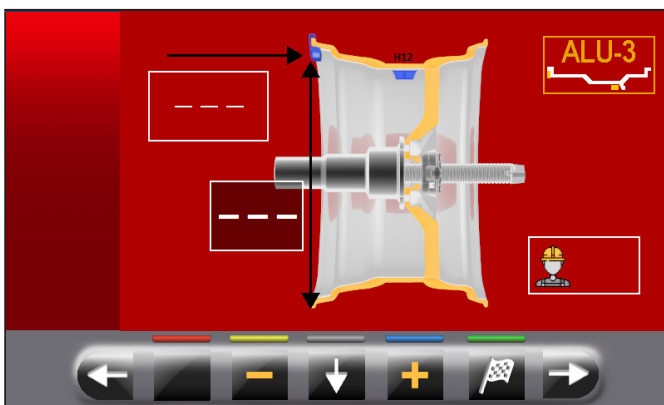 H12
ALU-3
– – –
– – –